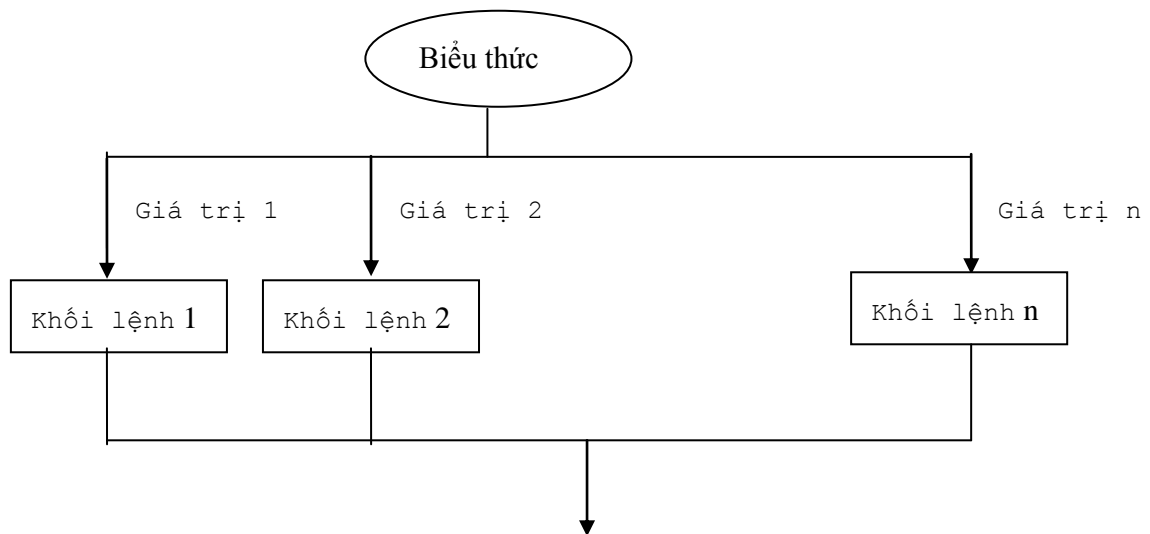 Biểu thức
Giá trị 1
Giá trị 2
Giá trị n
Khối lệnh 1
Khối lệnh 2
Khối lệnh n